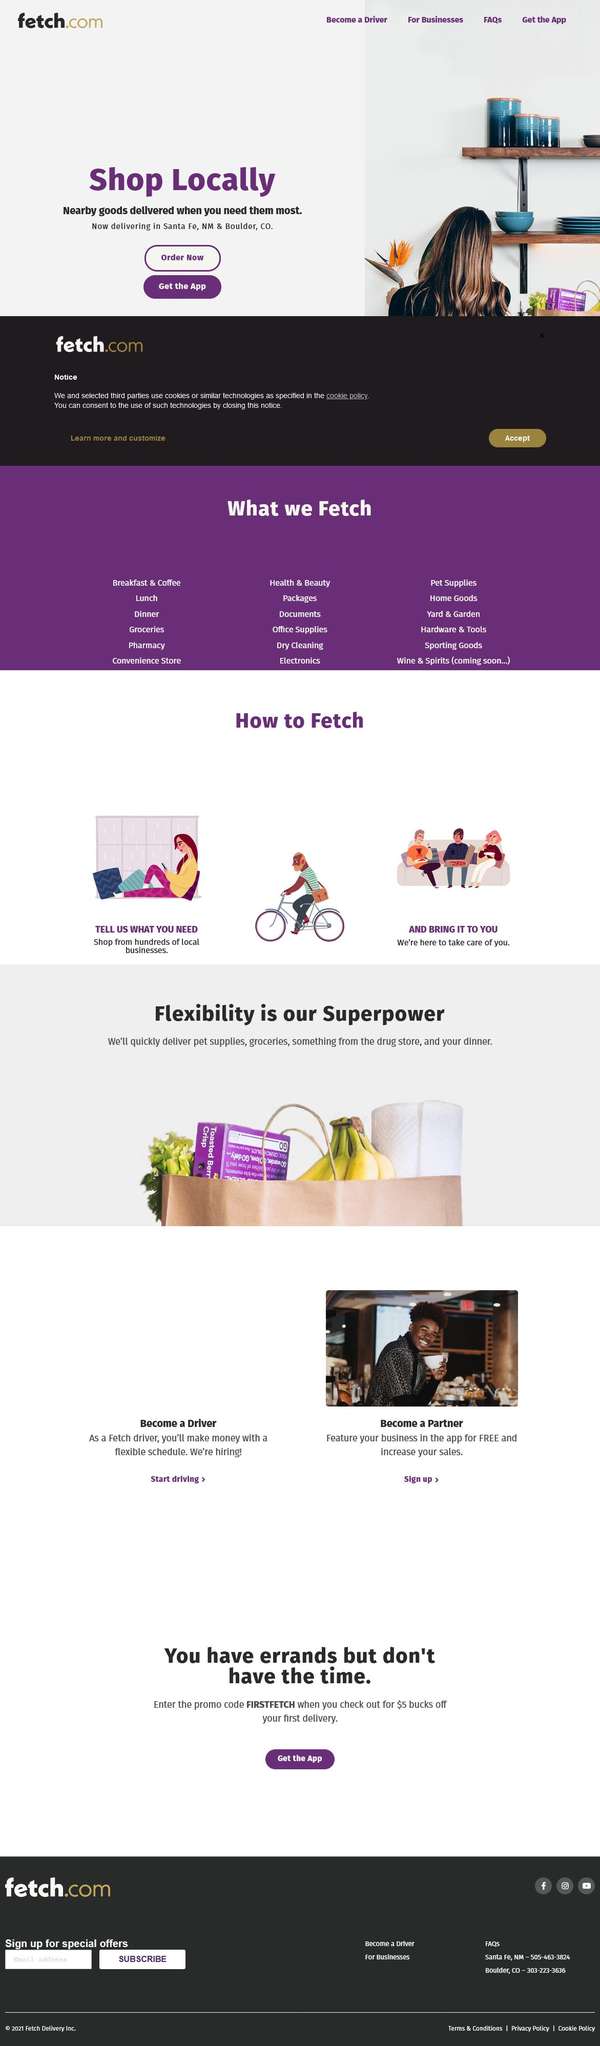 fetch.com
Become a Driver
For Businesses
FAQs
Get the App
Shop Locally
Nearby goods delivered when you need them most.
Now delivering in Santa Fe, NM & Boulder, CO.
Order Now
Get the App
fetch.com
Notice
We and selected third parties use cookies or similar technologies as specified in the cookie policy.
You can consent to the use of such technologies by closing this notice.
Learn more and customize
Accept
What we Fetch
Breakfast & Coffee
Lunch
Dinner
Groceries
Pharmacy
Convenience Store
Health & Beauty
Packages
Documents
Office Supplies
Dry Cleaning
Electronics
Pet Supplies
Home Goods
Yard & Garden
Hardware & Tools
Sporting Goods
Wine & Spirits (coming soon...)
How to Fetch
TELL US WHAT YOU NEED
Shop from hundreds of local
businesses.
AND BRING IT TO YOU
We're here to take care of you.
Flexibility is our Superpower
We'll quickly deliver pet supplies, groceries, something from the drug store, and your dinner.
Toasted Berry
Crisp
Become a Driver
As a Fetch driver, you'll make money with a
flexible schedule. We're hiring!
Start driving ›
Become a Partner
Feature your business in the app for FREE and
increase your sales.
Sign up ›
You have errands but don't
have the time.
Enter the promo code FIRSTFETCH when you check out for $5 bucks off
your first delivery.
Get the App
fetch.com
Sign up for special offers
Email address
SUBSCRIBE
Become a Driver
For Businesses
FAQs
Santa Fe, NM – 505-463-3824
Boulder, CO – 303-223-3636
© 2021 Fetch Delivery Inc.
Terms & Conditions | Privacy Policy | Cookie Policy